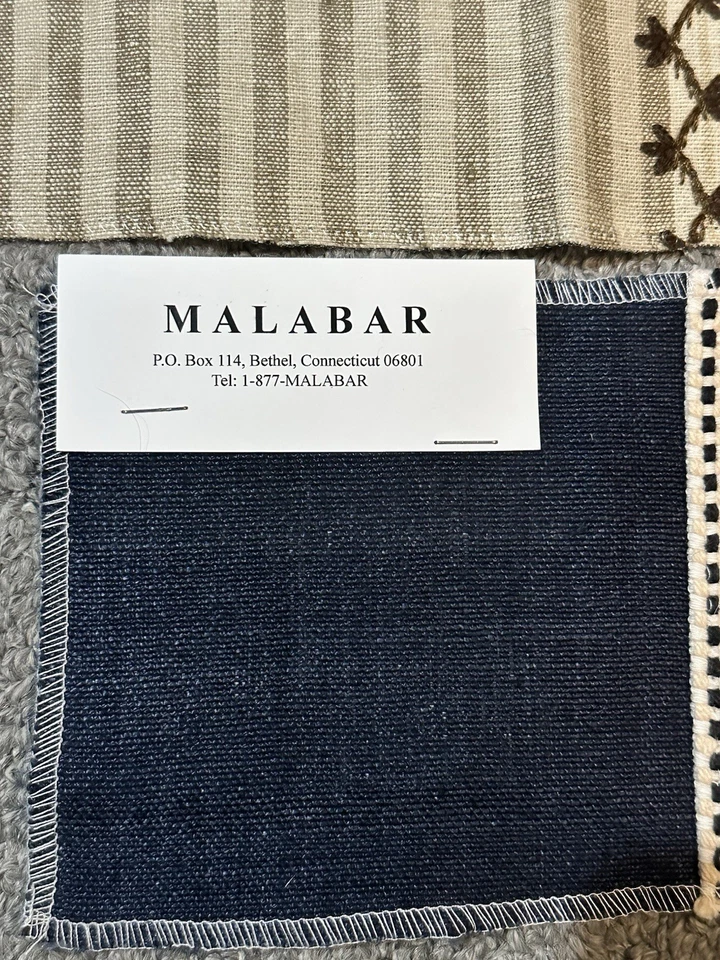 MALABAR
P.O. Box 114, Bethel, Connecticut 06801
Tel: 1-877-MALABAR